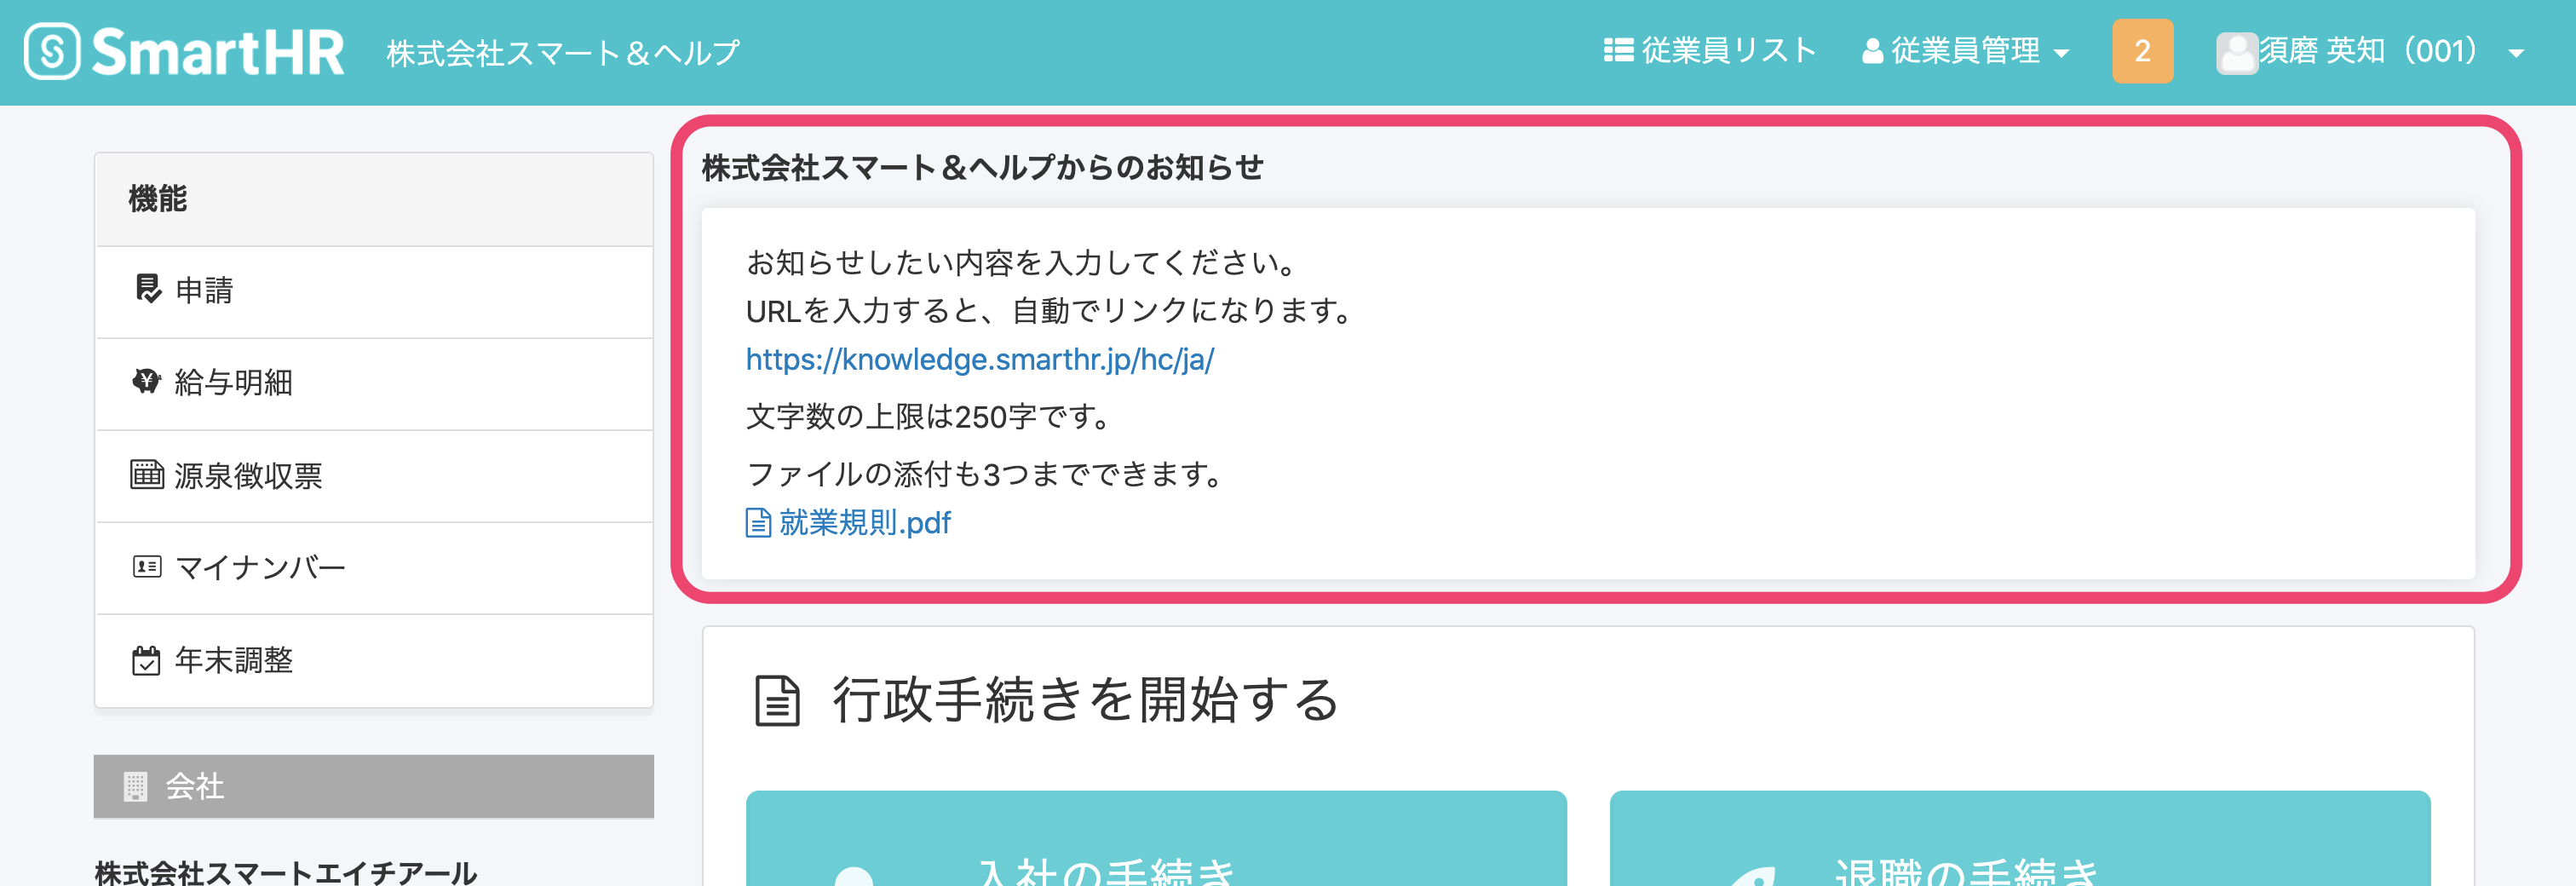 SmartHR 株式会社スマート＆ヘルプ 従業員リスト 従業員管理 2 須磨 英知（001）
機能
申請
給与明細
源泉徴収票
マイナンバー
年末調整
会社
株式会社スマートエイチアール
株式会社スマート＆ヘルプからのお知らせ
お知らせしたい内容を入力してください。
URLを入力すると、自動でリンクになります。
https://knowledge.smarthr.jp/hc/ja/
文字数の上限は250字です。
ファイルの添付も3つまでできます。
就業規則.pdf
行政手続きを開始する
入社の手続き
退職の手続き